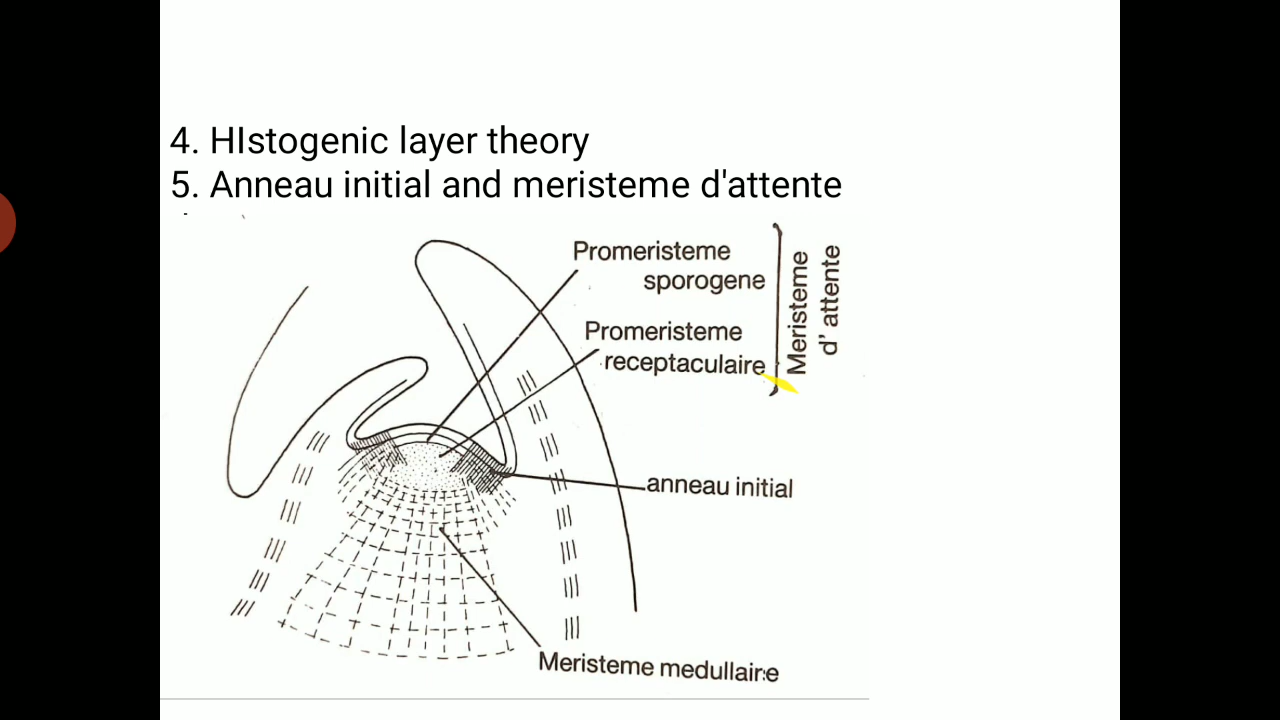 4. HIstogenic layer theory
5. Anneau initial and meristeme d'attente
Promeristeme
sporogene
Promeristeme
receptaculaire
Meristeme
d' attente
anneau initial
Meristeme medullaire